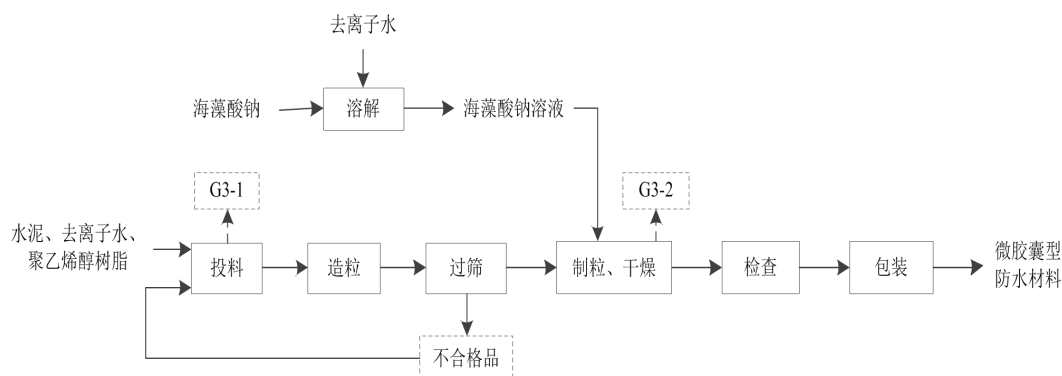 去离子水
海藻酸钠
溶解
海藻酸钠溶液
G3-1
G3-2
水泥、去离子水、
聚乙烯醇树脂
投料
造粒
过筛
制粒、干燥
检查
包装
微胶囊型
防水材料
不合格品